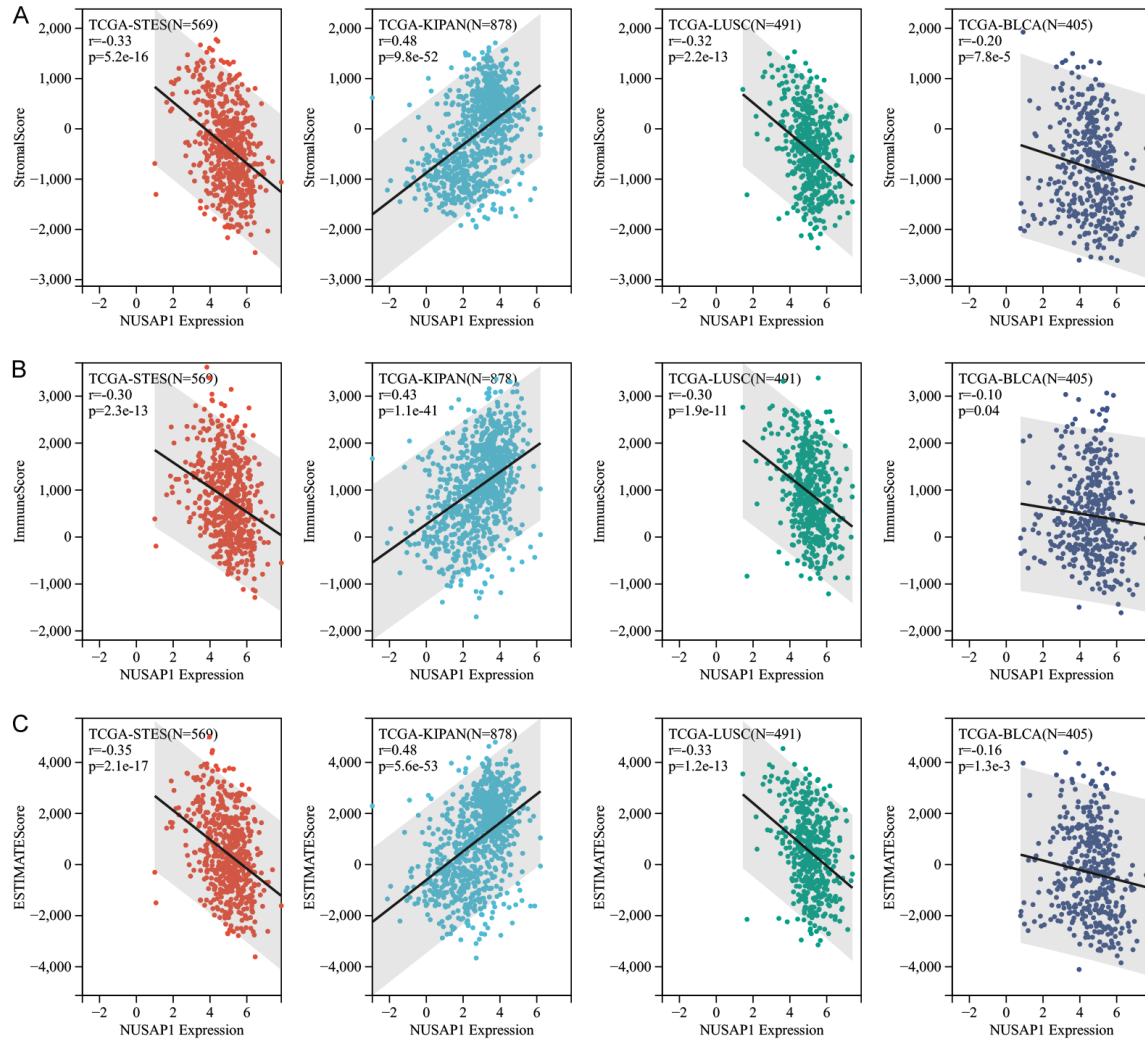 A
TCGA-STES(N=569)
r=-0.33
p=5.2e-16
1,000
0
−1,000
−2,000
−3,000
StromalScore
−2 0 2 4 6
NUSAP1 Expression
TCGA-KIPAN(N=878)
r=0.48
p=9.8e-52
1,000
0
−1,000
−2,000
−3,000
StromalScore
−2 0 2 4 6
NUSAP1 Expression
TCGA-LUSC(N=491)
r=-0.32
p=2.2e-13
1,000
0
−1,000
−2,000
−3,000
StromalScore
−2 0 2 4 6
NUSAP1 Expression
TCGA-BLCA(N=405)
r=-0.20
p=7.8e-5
1,000
0
−1,000
−2,000
−3,000
StromalScore
−2 0 2 4 6
NUSAP1 Expression
B
TCGA-STES(N=569)
r=-0.30
p=2.3e-13
3,000
2,000
1,000
0
−1,000
−2,000
ImmuneScore
−2 0 2 4 6
NUSAP1 Expression
TCGA-KIPAN(N=878)
r=0.43
p=1.1e-41
3,000
2,000
1,000
0
−1,000
−2,000
ImmuneScore
−2 0 2 4 6
NUSAP1 Expression
TCGA-LUSC(N=491)
r=-0.30
p=1.9e-11
3,000
2,000
1,000
0
−1,000
−2,000
ImmuneScore
−2 0 2 4 6
NUSAP1 Expression
TCGA-BLCA(N=405)
r=-0.10
p=0.04
3,000
2,000
1,000
0
−1,000
−2,000
ImmuneScore
−2 0 2 4 6
NUSAP1 Expression
C
TCGA-STES(N=569)
r=-0.35
p=2.1e-17
4,000
2,000
0
−2,000
−4,000
ESTIMATEScore
−2 0 2 4 6
NUSAP1 Expression
TCGA-KIPAN(N=878)
r=0.48
p=5.6e-53
4,000
2,000
0
−2,000
−4,000
ESTIMATEScore
−2 0 2 4 6
NUSAP1 Expression
TCGA-LUSC(N=491)
r=-0.33
p=1.2e-13
4,000
2,000
0
−2,000
−4,000
ESTIMATEScore
−2 0 2 4 6
NUSAP1 Expression
TCGA-BLCA(N=405)
r=-0.16
p=1.3e-3
4,000
2,000
0
−2,000
−4,000
ESTIMATEScore
−2 0 2 4 6
NUSAP1 Expression